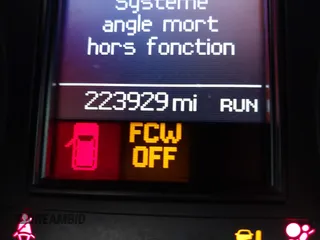 Système
angle mort
hors fonction
223929 mi RUN
FCW
OFF